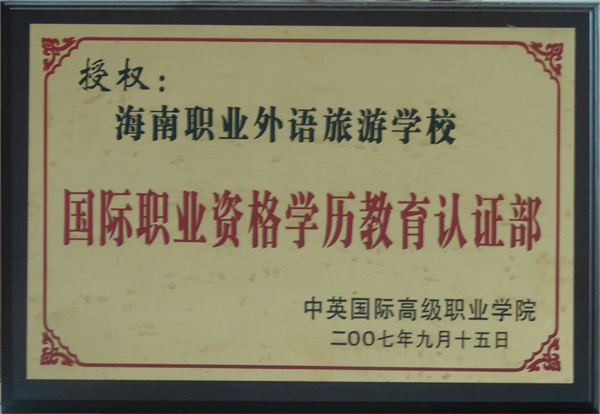 授权：
海南职业外语旅游学校
国际职业资格学历教育认证部
中英国际高级职业学院
二〇〇七年九月十五日